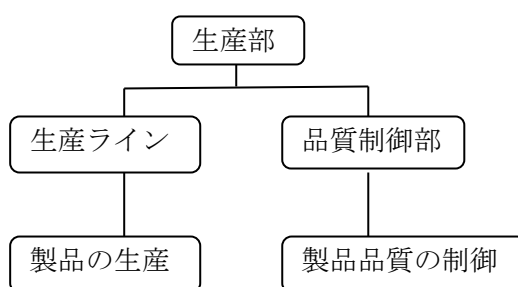 生産部
生産ライン
品質制御部
製品の生産
製品品質の制御